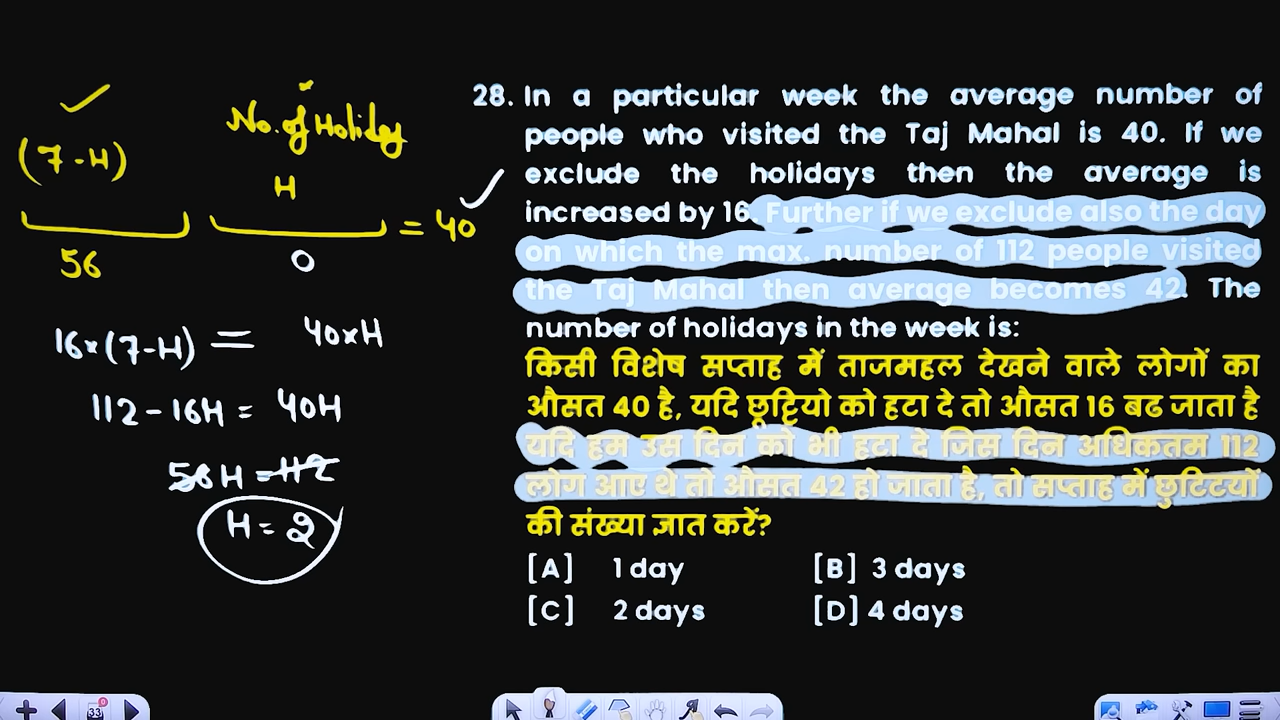 (7-H)
No. of Holiday
H
= 40
56
0
16×(7-H) = 40×H
112-16H = 40H
56H = 112
H = 2
28. In a particular week the average number of
people who visited the Taj Mahal is 40. If we
exclude the holidays then the average is
increased by 16. Further if we exclude also the day
on which the max. number of 112 people visited
the Taj Mahal then average becomes 42. The
number of holidays in the week is:
किसी विशेष सप्ताह में ताजमहल देखने वाले लोगों का
औसत 40 है, यदि छूट्टियो को हटा दे तो औसत 16 बढ जाता है
यदि हम उस दिन को भी हटा दे जिस दिन अधिकतम 112
लोग आए थे तो औसत 42 हो जाता है, तो सप्ताह में छुटिटयों
की संख्या ज्ञात करें?
[A] 1 day [B] 3 days
[C] 2 days [D] 4 days
33